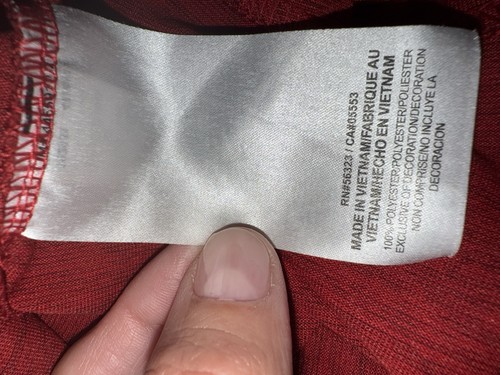 RN#56323 / CA#05553
MADE IN VIETNAM/FABRIQUE AU
VIETNAM/HECHO EN VIETNAM
100% POLYESTER/POLYESTER/POLIESTER
EXCLUSIVE OF DECORATION/DECORATION
NON COMPRISE/NO INCLUYE LA
DECORACION